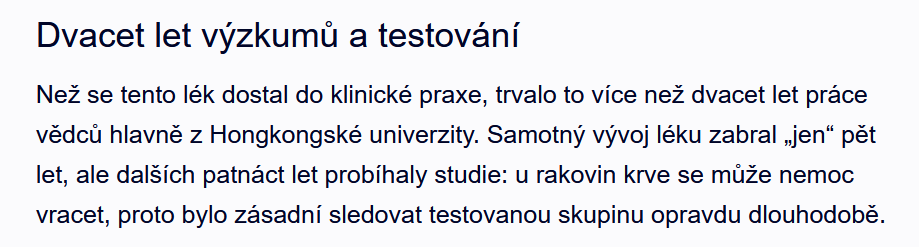 Dvacet let výzkumů a testování
Než se tento lék dostal do klinické praxe, trvalo to více než dvacet let práce
vědců hlavně z Hongkongské univerzity. Samotný vývoj léku zabral „jen“ pět
let, ale dalších patnáct let probíhaly studie: u rakovin krve se může nemoc
vracet, proto bylo zásadní sledovat testovanou skupinu opravdu dlouhodobě.